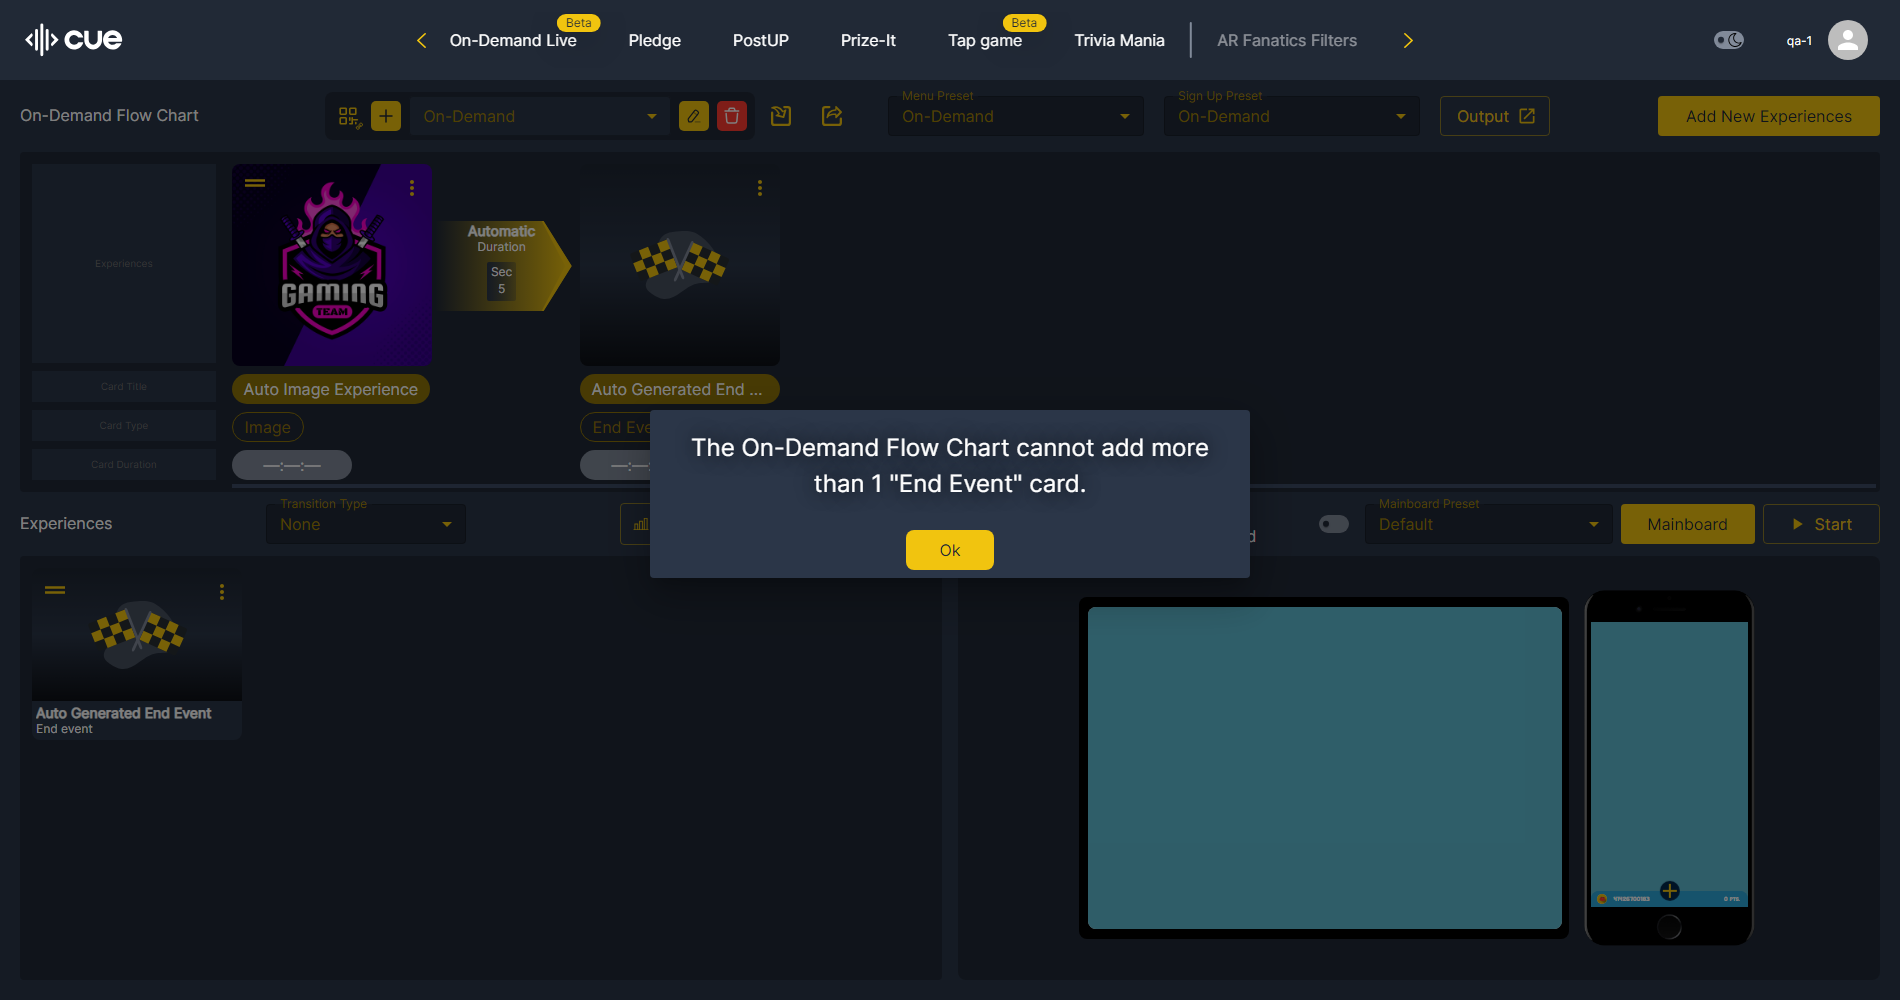 cue
On-Demand Live
Beta
Pledge
PostUP
Prize-It
Tap game
Beta
Trivia Mania
AR Fanatics Filters
qa-1
On-Demand Flow Chart
On-Demand
Menu Preset
On-Demand
Sign Up Preset
On-Demand
Output
Add New Experiences
Experiences
GAMING
TEAM
Automatic
Duration
Sec
5
Card Title
Auto Image Experience
Auto Generated End ...
Card Type
Image
End Eve
Card Duration
—:—:—
—:—
The On-Demand Flow Chart cannot add more
than 1 "End Event" card.
Ok
Experiences
Transition Type
None
d
Mainboard Preset
Default
Mainboard
Start
Auto Generated End Event
End event
0 PTS.